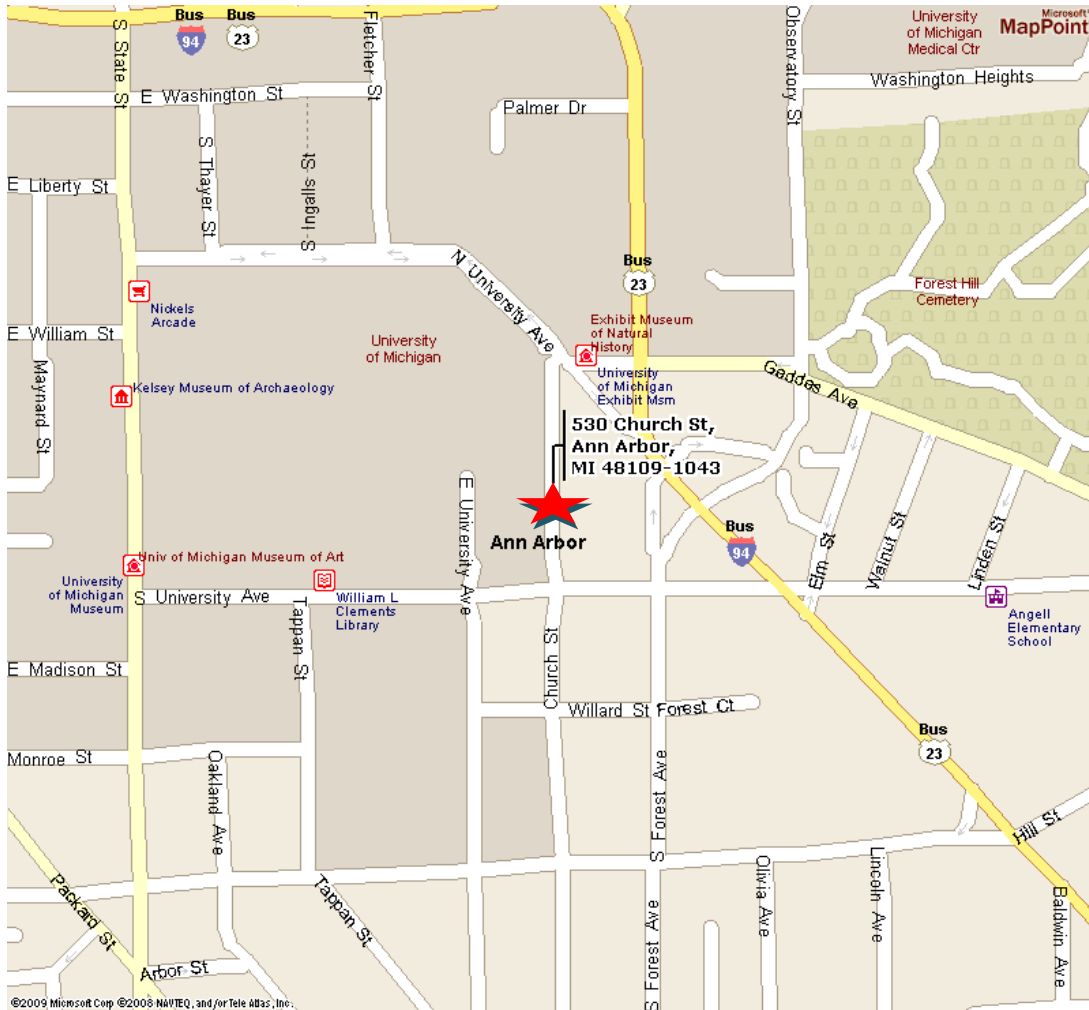 Microsoft®
MapPoint
University
of Michigan
Medical Ctr
Bus
94
Bus
23
S State St
Fletcher St
Observatory St
Washington Heights
E Washington St
Palmer Dr
S Thayer St
S Ingalls St
E Liberty St
N University Ave
Bus
23
Forest Hill
Cemetery
Nickels
Arcade
E William St
University
of Michigan
Exhibit Museum
of Natural
History
University
of Michigan
Exhibit Msm
Geddes Ave
Maynard St
Kelsey Museum of Archaeology
530 Church St,
Ann Arbor,
MI 48109-1043
E University Ave
Ann Arbor
Bus
94
Elm St
Walnut St
Linden St
Univ of Michigan Museum of Art
University
of Michigan
Museum
S University Ave
William L
Clements
Library
Tappan St
Angell
Elementary
School
E Madison St
Church St
Willard St
Forest Ct
Bus
23
Monroe St
Oakland Ave
S Forest Ave
Hill St
Packard St
Tappan St
Olivia Ave
Lincoln Ave
Baldwin Ave
S Forest Ave
Arbor St
©2009 Microsoft Corp ©2008 NAVTEQ, and/or Tele Atlas, Inc.